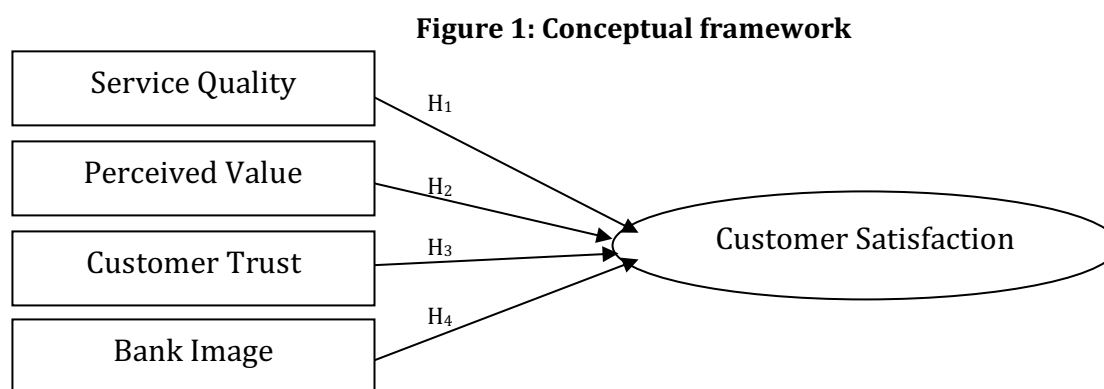 Figure 1: Conceptual framework
Service Quality
H₁
Perceived Value
H₂
Customer Satisfaction
Customer Trust
H₃
Bank Image
H₄